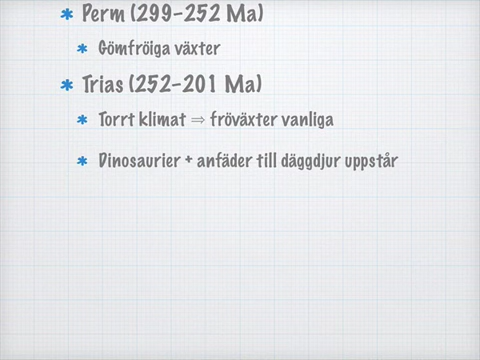 * Perm (299–252 Ma)
* Gömfröiga växter
* Trias (252–201 Ma)
* Torrt klimat ⇒ fröväxter vanliga
* Dinosaurier + anfäder till däggdjur uppstår